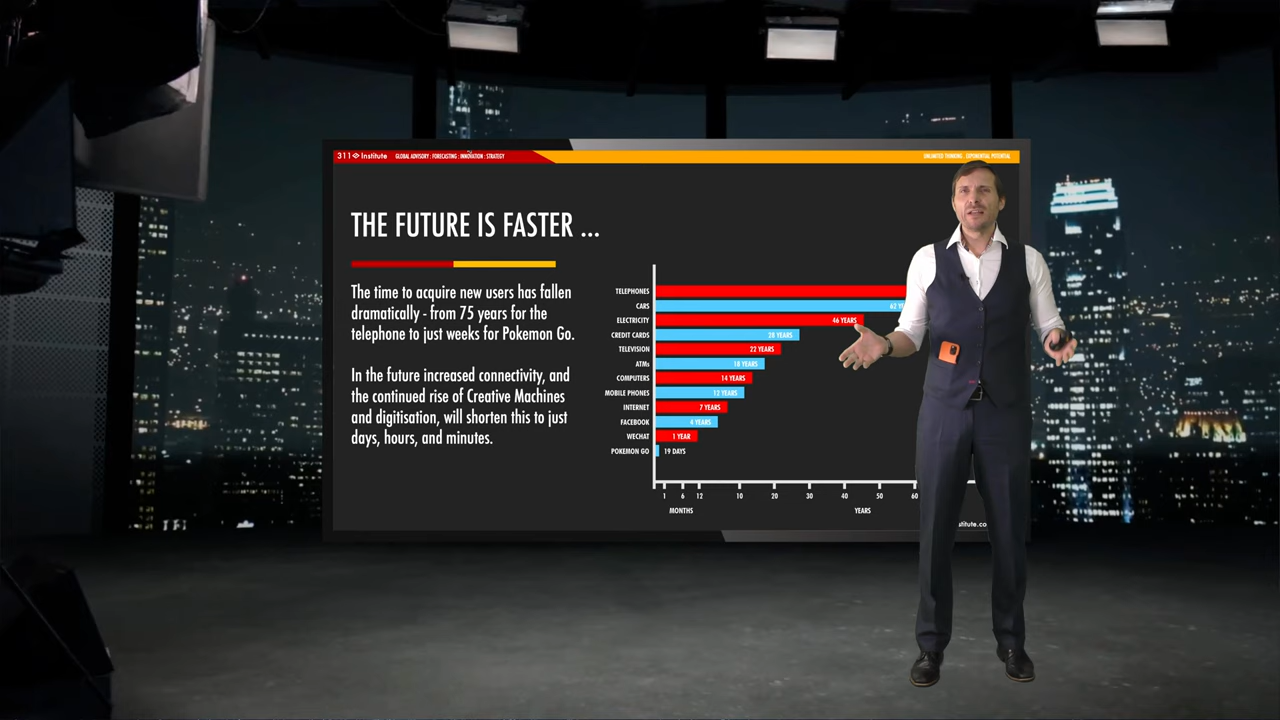 311 Institute
GLOBAL ADVISORY : FORECASTING : INNOVATION : STRATEGY
UNLIMITED THINKING . EXPONENTIAL POTENTIAL
THE FUTURE IS FASTER ...
The time to acquire new users has fallen
dramatically - from 75 years for the
telephone to just weeks for Pokemon Go.
In the future increased connectivity, and
the continued rise of Creative Machines
and digitisation, will shorten this to just
days, hours, and minutes.
TELEPHONES
CARS 62
ELECTRICITY 46 YEARS
CREDIT CARDS 28 YEARS
TELEVISION 22 YEARS
ATMs 18 YEARS
COMPUTERS 14 YEARS
MOBILE PHONES 12 YEARS
INTERNET 7 YEARS
FACEBOOK 4 YEARS
WECHAT 1 YEAR
POKEMON GO 19 DAYS
1 6 12 10 20 30 40 50 60
MONTHS YEARS